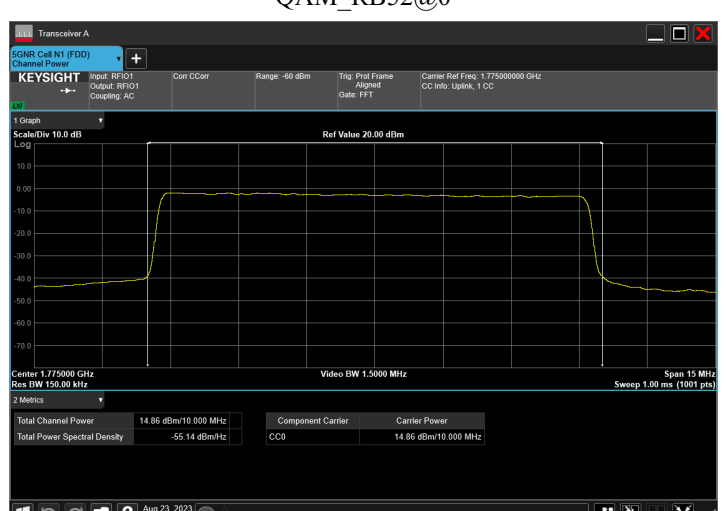 QAM_RB52@0
Transceiver A
5GNR Cell N1 (FDD)
Channel Power
KEYSIGHT
Input: RFIO1
Output: RFIO1
Coupling: AC
Corr CCorr
Range: -60 dBm
Trig: Prot Frame
Aligned
Gate: FFT
Carrier Ref Freq: 1.775000000 GHz
CC Info: Uplink, 1 CC
LXI
1 Graph
Scale/Div 10.0 dB
Ref Value 20.00 dBm
Log
10.0
0.00
-10.0
-20.0
-30.0
-40.0
-50.0
-60.0
-70.0
Center 1.775000 GHz
Video BW 1.5000 MHz
Span 15 MHz
Res BW 150.00 kHz
Sweep 1.00 ms (1001 pts)
2 Metrics
Total Channel Power 14.86 dBm/10.000 MHz
Total Power Spectral Density -55.14 dBm/Hz
Component Carrier Carrier Power
CC0 14.86 dBm/10.000 MHz
Aug 23, 2023